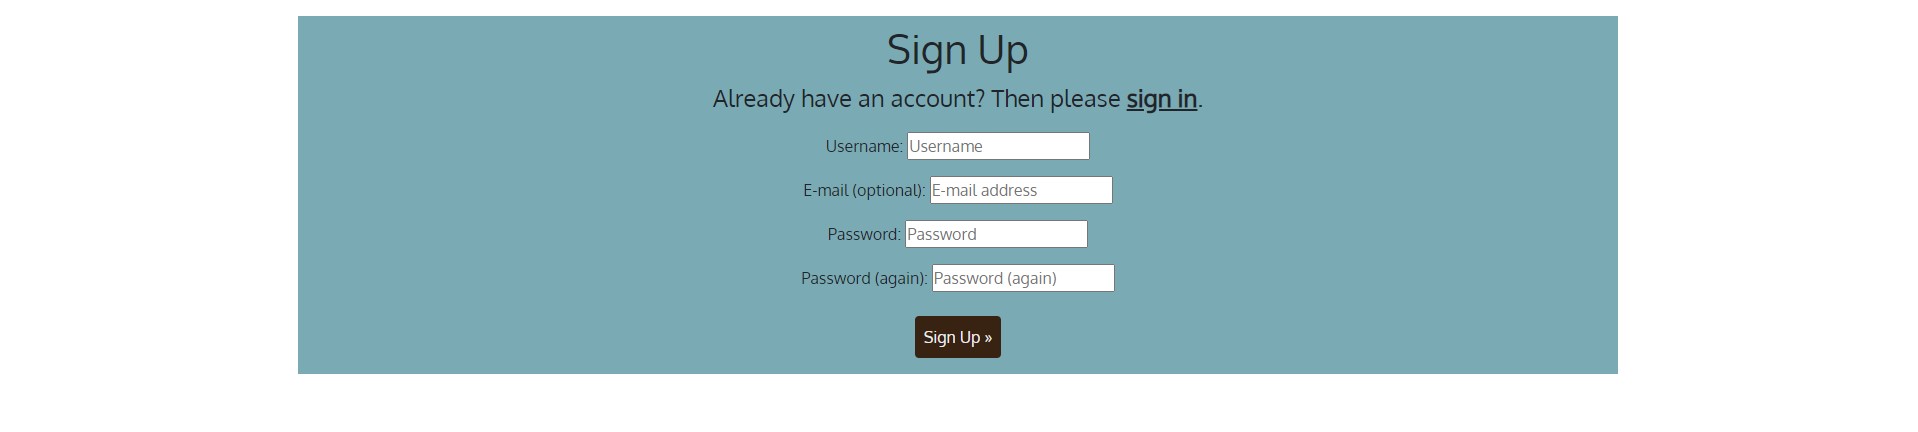 Sign Up
Already have an account? Then please sign in.
Username: Username
E-mail (optional): E-mail address
Password: Password
Password (again): Password (again)
Sign Up »